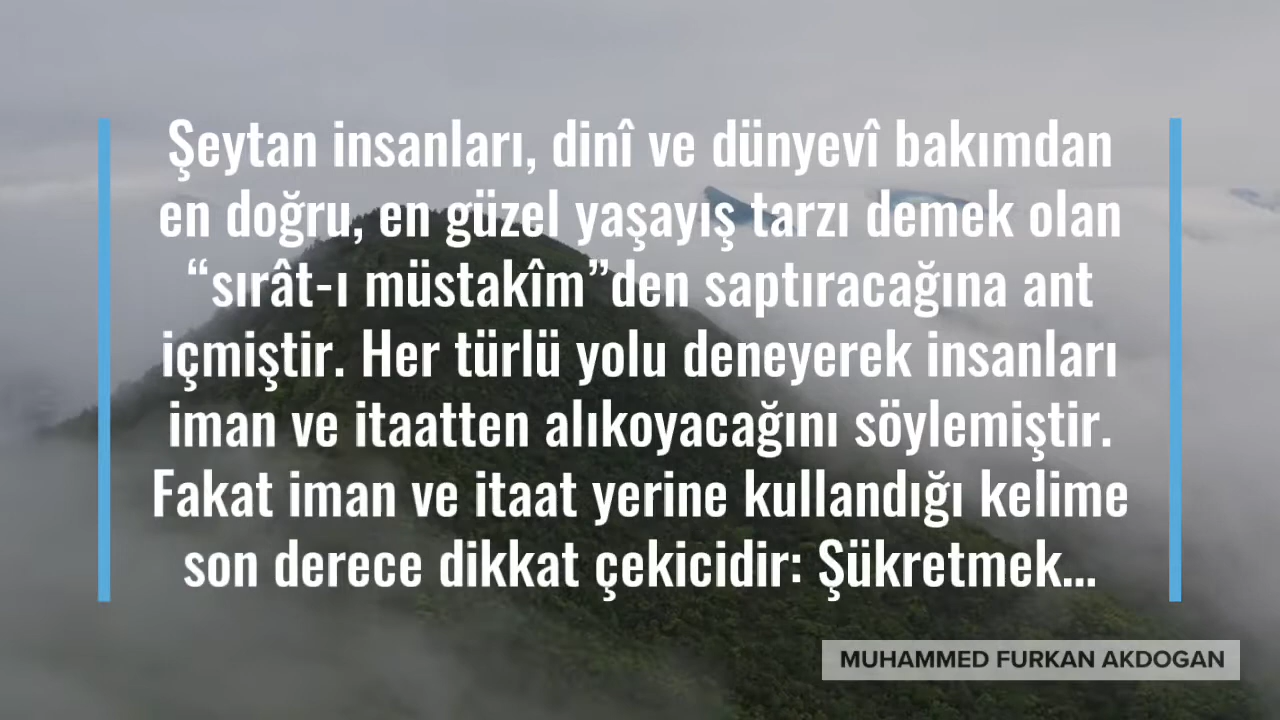 Şeytan insanları, dinî ve dünyevî bakımdan
en doğru, en güzel yaşayış tarzı demek olan
“sırât-ı müstakîm”den saptıracağına ant
içmiştir. Her türlü yolu deneyerek insanları
iman ve itaatten alıkoyacağını söylemiştir.
Fakat iman ve itaat yerine kullandığı kelime
son derece dikkat çekicidir: Şükretmek...
MUHAMMED FURKAN AKDOGAN